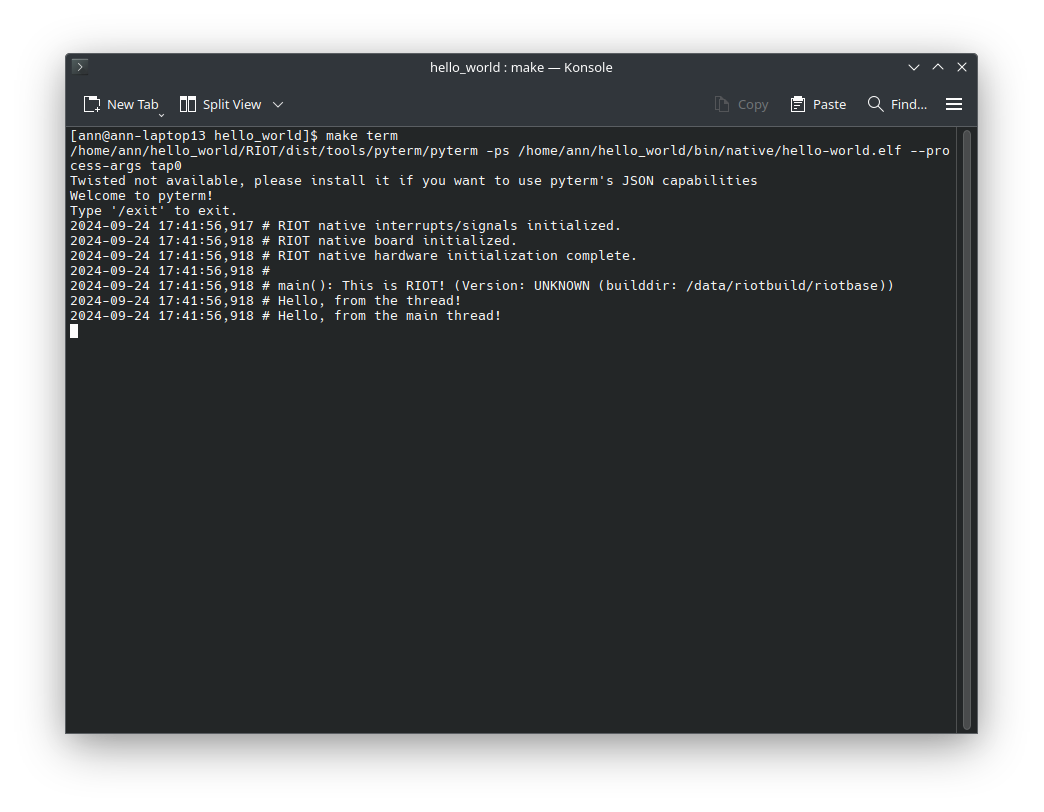 hello_world : make — Konsole
New Tab Split View Copy Paste Find...
[ann@ann-laptop13 hello_world]$ make term
/home/ann/hello_world/RIOT/dist/tools/pyterm/pyterm -ps /home/ann/hello_world/bin/native/hello-world.elf --pro
cess-args tap0
Twisted not available, please install it if you want to use pyterm's JSON capabilities
Welcome to pyterm!
Type '/exit' to exit.
2024-09-24 17:41:56,917 # RIOT native interrupts/signals initialized.
2024-09-24 17:41:56,918 # RIOT native board initialized.
2024-09-24 17:41:56,918 # RIOT native hardware initialization complete.
2024-09-24 17:41:56,918 #
2024-09-24 17:41:56,918 # main(): This is RIOT! (Version: UNKNOWN (builddir: /data/riotbuild/riotbase))
2024-09-24 17:41:56,918 # Hello, from the thread!
2024-09-24 17:41:56,918 # Hello, from the main thread!